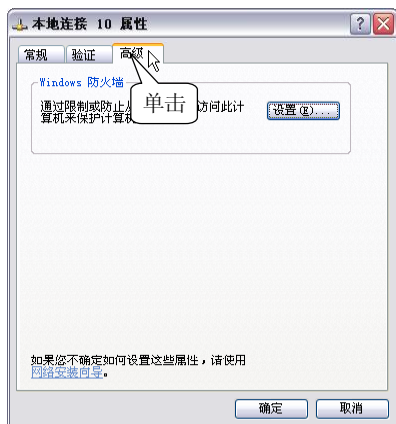 本地连接 10 属性
常规 验证 高级
Windows 防火墙
通过限制或防止 访问此计
算机来保护计算机
设置(E)...
单击
如果您不确定如何设置这些属性，请使用
网络安装向导。
确定 取消